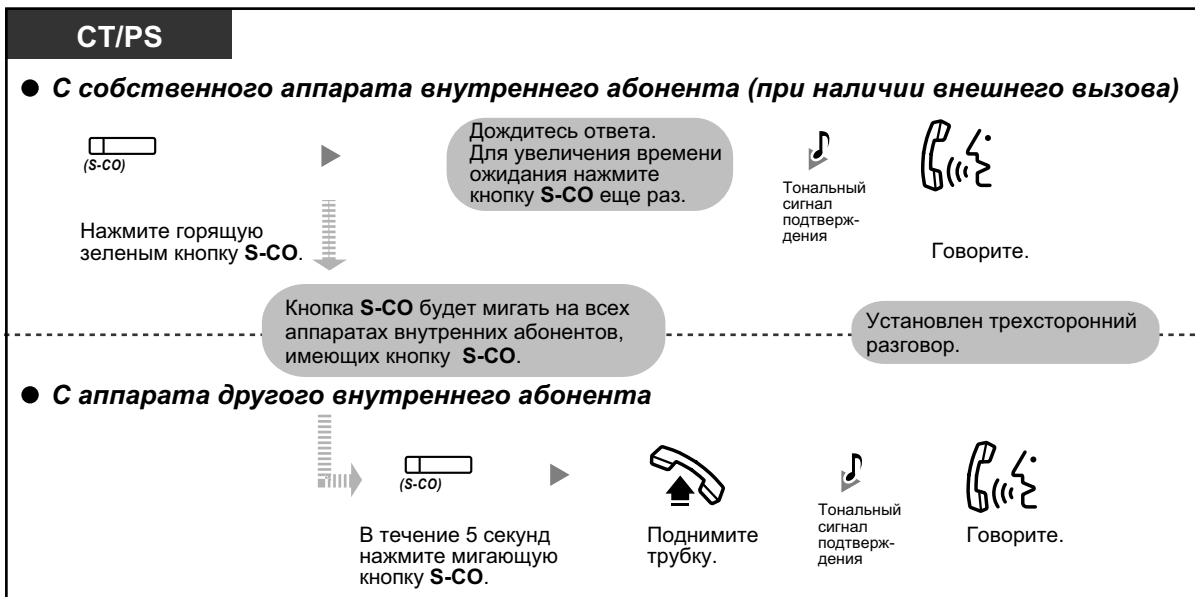 CT/PS
● С собственного аппарата внутреннего абонента (при наличии внешнего вызова)
(S-CO)
Нажмите горящую
зеленым кнопку S-CO.
Дождитесь ответа.
Для увеличения времени
ожидания нажмите
кнопку S-CO еще раз.
Тональный
сигнал
подтверж-
дения
Говорите.
Кнопка S-CO будет мигать на всех
аппаратах внутренних абонентов,
имеющих кнопку S-CO.
Установлен трехсторонний
разговор.
● С аппарата другого внутреннего абонента
(S-CO)
В течение 5 секунд
нажмите мигающую
кнопку S-CO.
Поднимите
трубку.
Тональный
сигнал
подтверж-
дения
Говорите.